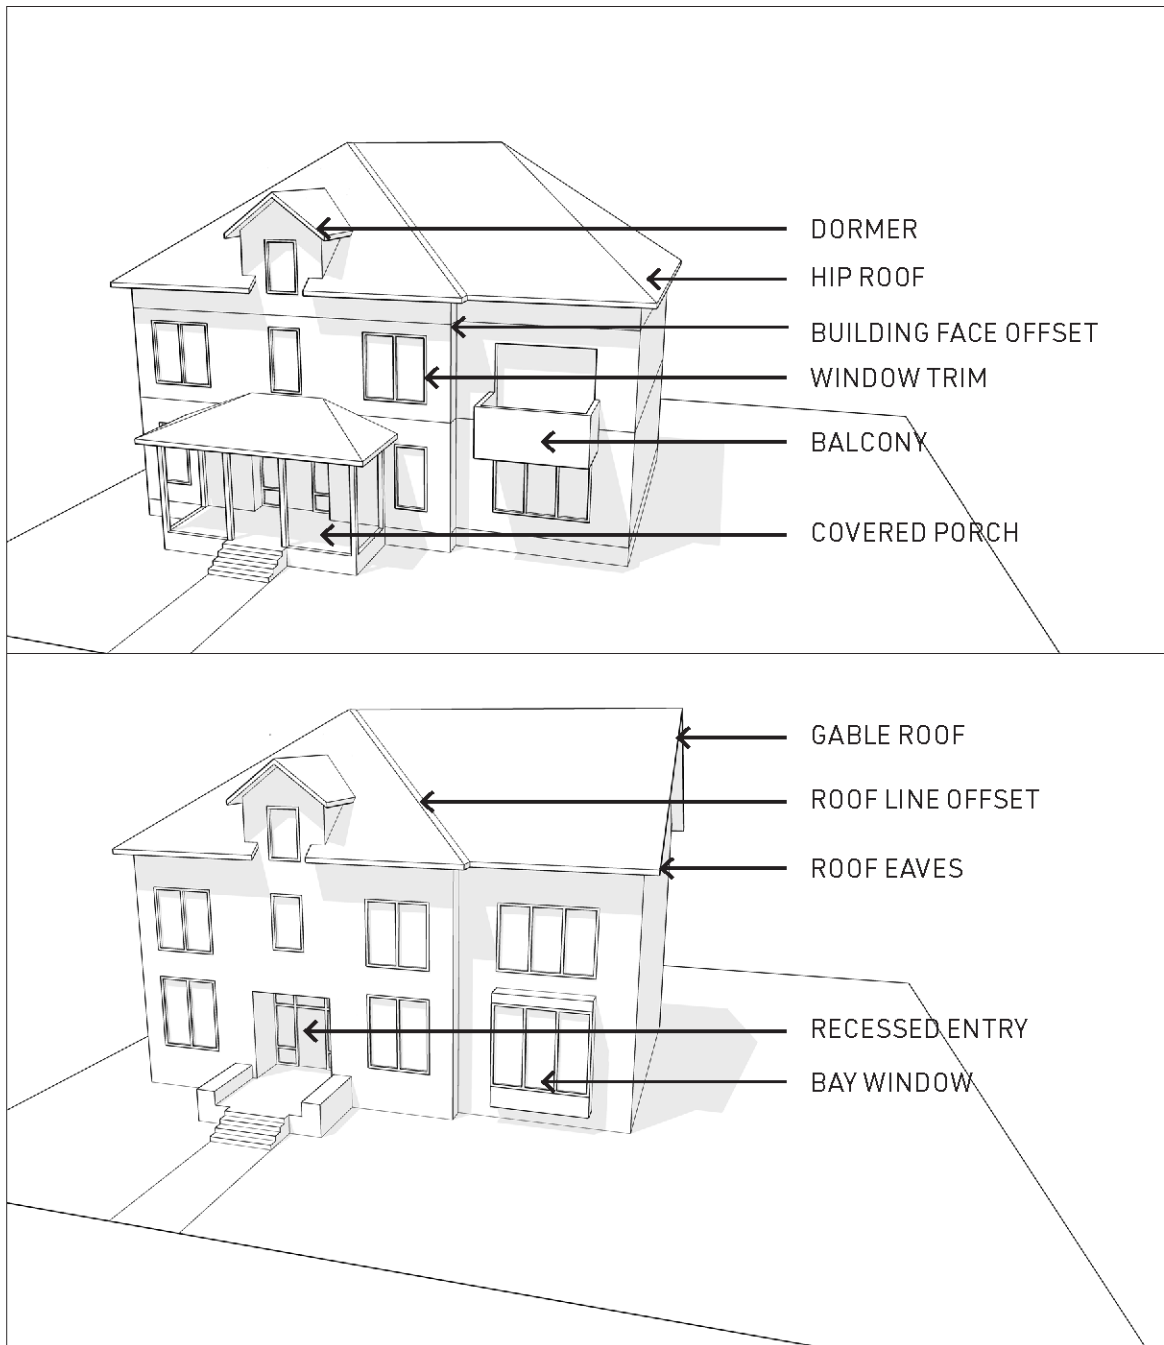 DORMER
HIP ROOF
BUILDING FACE OFFSET
WINDOW TRIM
BALCONY
COVERED PORCH
GABLE ROOF
ROOF LINE OFFSET
ROOF EAVES
RECESSED ENTRY
BAY WINDOW